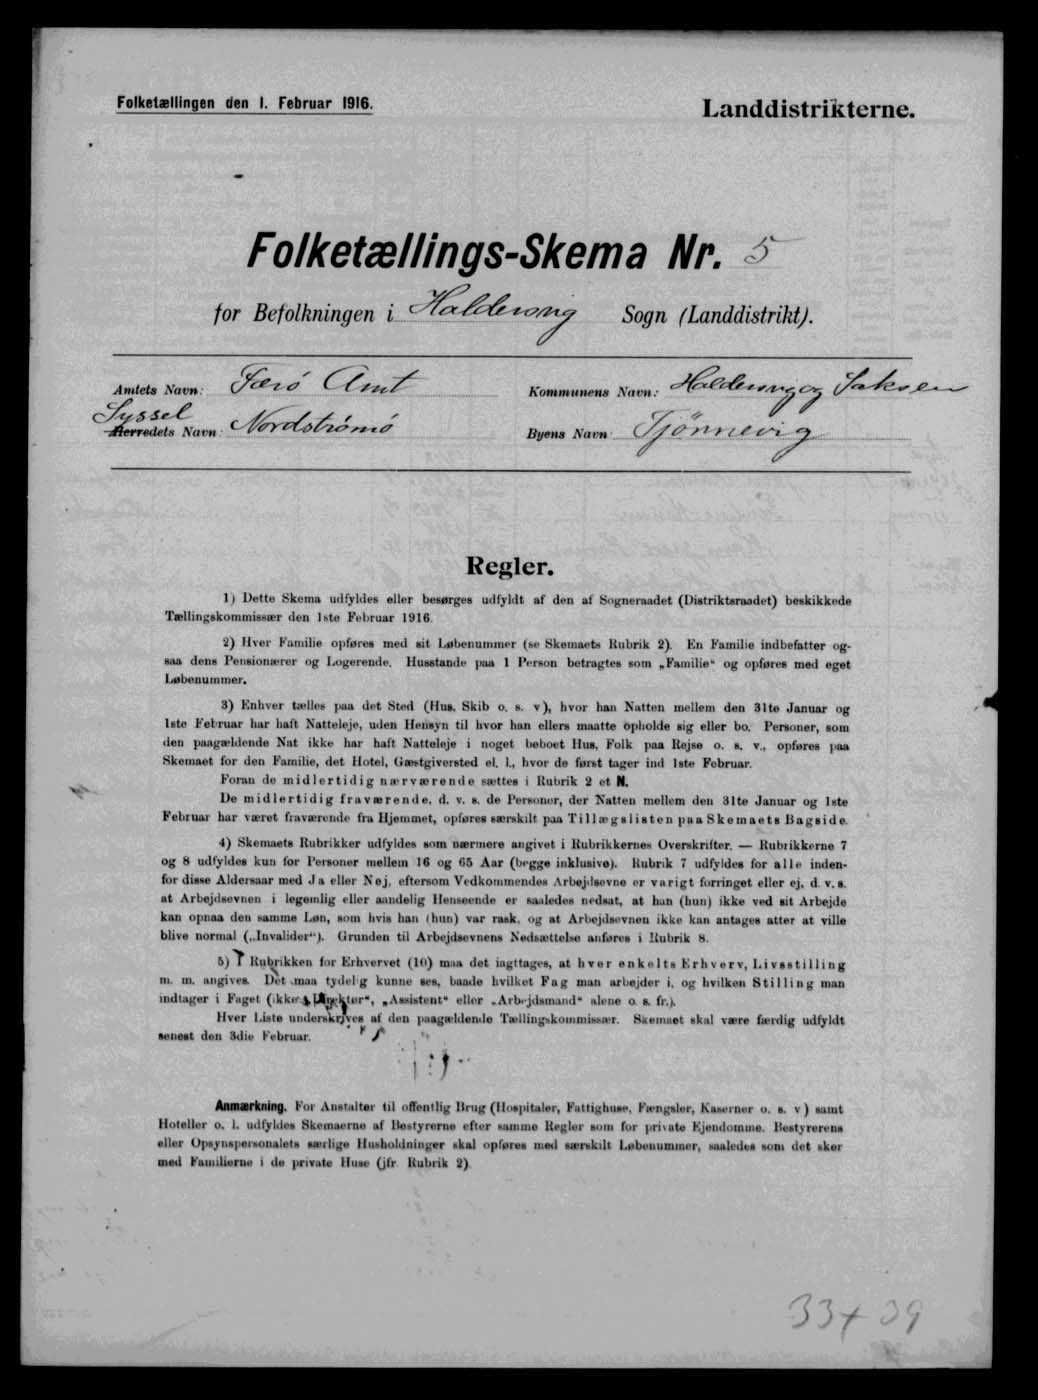 Folketællingen den 1. Februar 1916.
Landdistrikterne.
Folketællings-Skema Nr. 5
for Befolkningen i Haldersvig Sogn (Landdistrikt).
Amtets Navn: Færø Amt
Kommunens Navn: Haldersvig og Saksen
Syssel
Herredets Navn: Nordstrømø
Byens Navn: Tjørnevig
Regler.
1) Dette Skema udfyldes eller besørges udfyldt af den af Sogneraadet (Distriktsraadet) beskikkede
Tællingskommissær den 1ste Februar 1916.
2) Hver Familie opføres med sit Løbenummer (se Skemaets Rubrik 2). En Familie indbefatter og-
saa dens Pensionærer og Logerende. Husstande paa 1 Person betragtes som „Familie“ og opføres med eget
Løbenummer.
3) Enhver tælles paa det Sted (Hus, Skib o. s. v), hvor han Natten mellem den 31te Januar og
1ste Februar har haft Natteleje, uden Hensyn til hvor han ellers maatte opholde sig eller bo. Personer, som
den paagældende Nat ikke har haft Natteleje i noget beboet Hus, Folk paa Rejse o. s. v., opføres paa
Skemaet for den Familie, det Hotel, Gæstgiversted el. l., hvor de først tager ind 1ste Februar.
Foran de midlertidig nærværende sættes i Rubrik 2 et N.
De midlertidig fraværende, d. v. s. de Personer, der Natten mellem den 31te Januar og 1ste
Februar har været fraværende fra Hjemmet, opføres særskilt paa Tillægslisten paa Skemaets Bagside.
4) Skemaets Rubrikker udfyldes som nærmere angivet i Rubrikkernes Overskrifter. — Rubrikkerne 7
og 8 udfyldes kun for Personer mellem 16 og 65 Aar (begge inklusive). Rubrik 7 udfyldes for alle inden-
for disse Aldersaar med Ja eller Nej, eftersom Vedkommendes Arbejdsevne er varigt forringet eller ej, d. v. s.
at Arbejdsevnen i legemlig eller aandelig Henseende er saaledes nedsat, at han (hun) ikke ved sit Arbejde
kan opnaa den samme Løn, som hvis han (hun) var rask, og at Arbejdsevnen ikke kan antages atter at ville
blive normal („Invalider“). Grunden til Arbejdsevnens Nedsættelse anføres i Rubrik 8.
5) I Rubrikken for Erhvervet (10) maa det iagttages, at hver enkelts Erhverv, Livsstilling
m. m. angives. Det maa tydelig kunne ses, baade hvilket Fag man arbejder i, og hvilken Stilling man
indtager i Faget (ikke „Direktør“, „Assistent“ eller „Arbejdsmand“ alene o. s. fr.).
Hver Liste underskrives af den paagældende Tællingskommissær. Skemaet skal være færdig udfyldt
senest den 3die Februar.
Anmærkning. For Anstalter til offentlig Brug (Hospitaler, Fattighuse, Fængsler, Kaserner o. s. v) samt
Hoteller o. l. udfyldes Skemaerne af Bestyrerne efter samme Regler som for private Ejendomme. Bestyrerens
eller Opsynspersonalets særlige Husholdninger skal opføres med særskilt Løbenummer, saaledes som det sker
med Familierne i de private Huse (jfr. Rubrik 2).
33 + 39